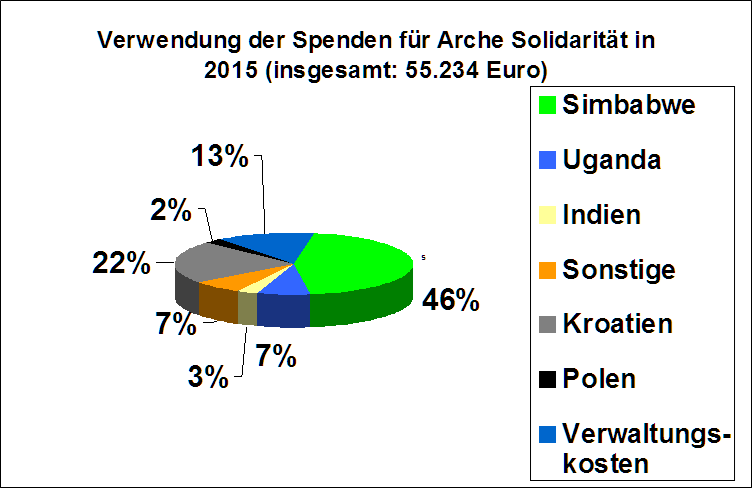 Verwendung der Spenden für Arche Solidarität in
2015 (insgesamt: 55.234 Euro)
Simbabwe
Uganda
Indien
Sonstige
Kroatien
Polen
Verwaltungs-
kosten
13%
2%
22%
7%
3%
7%
46%
s